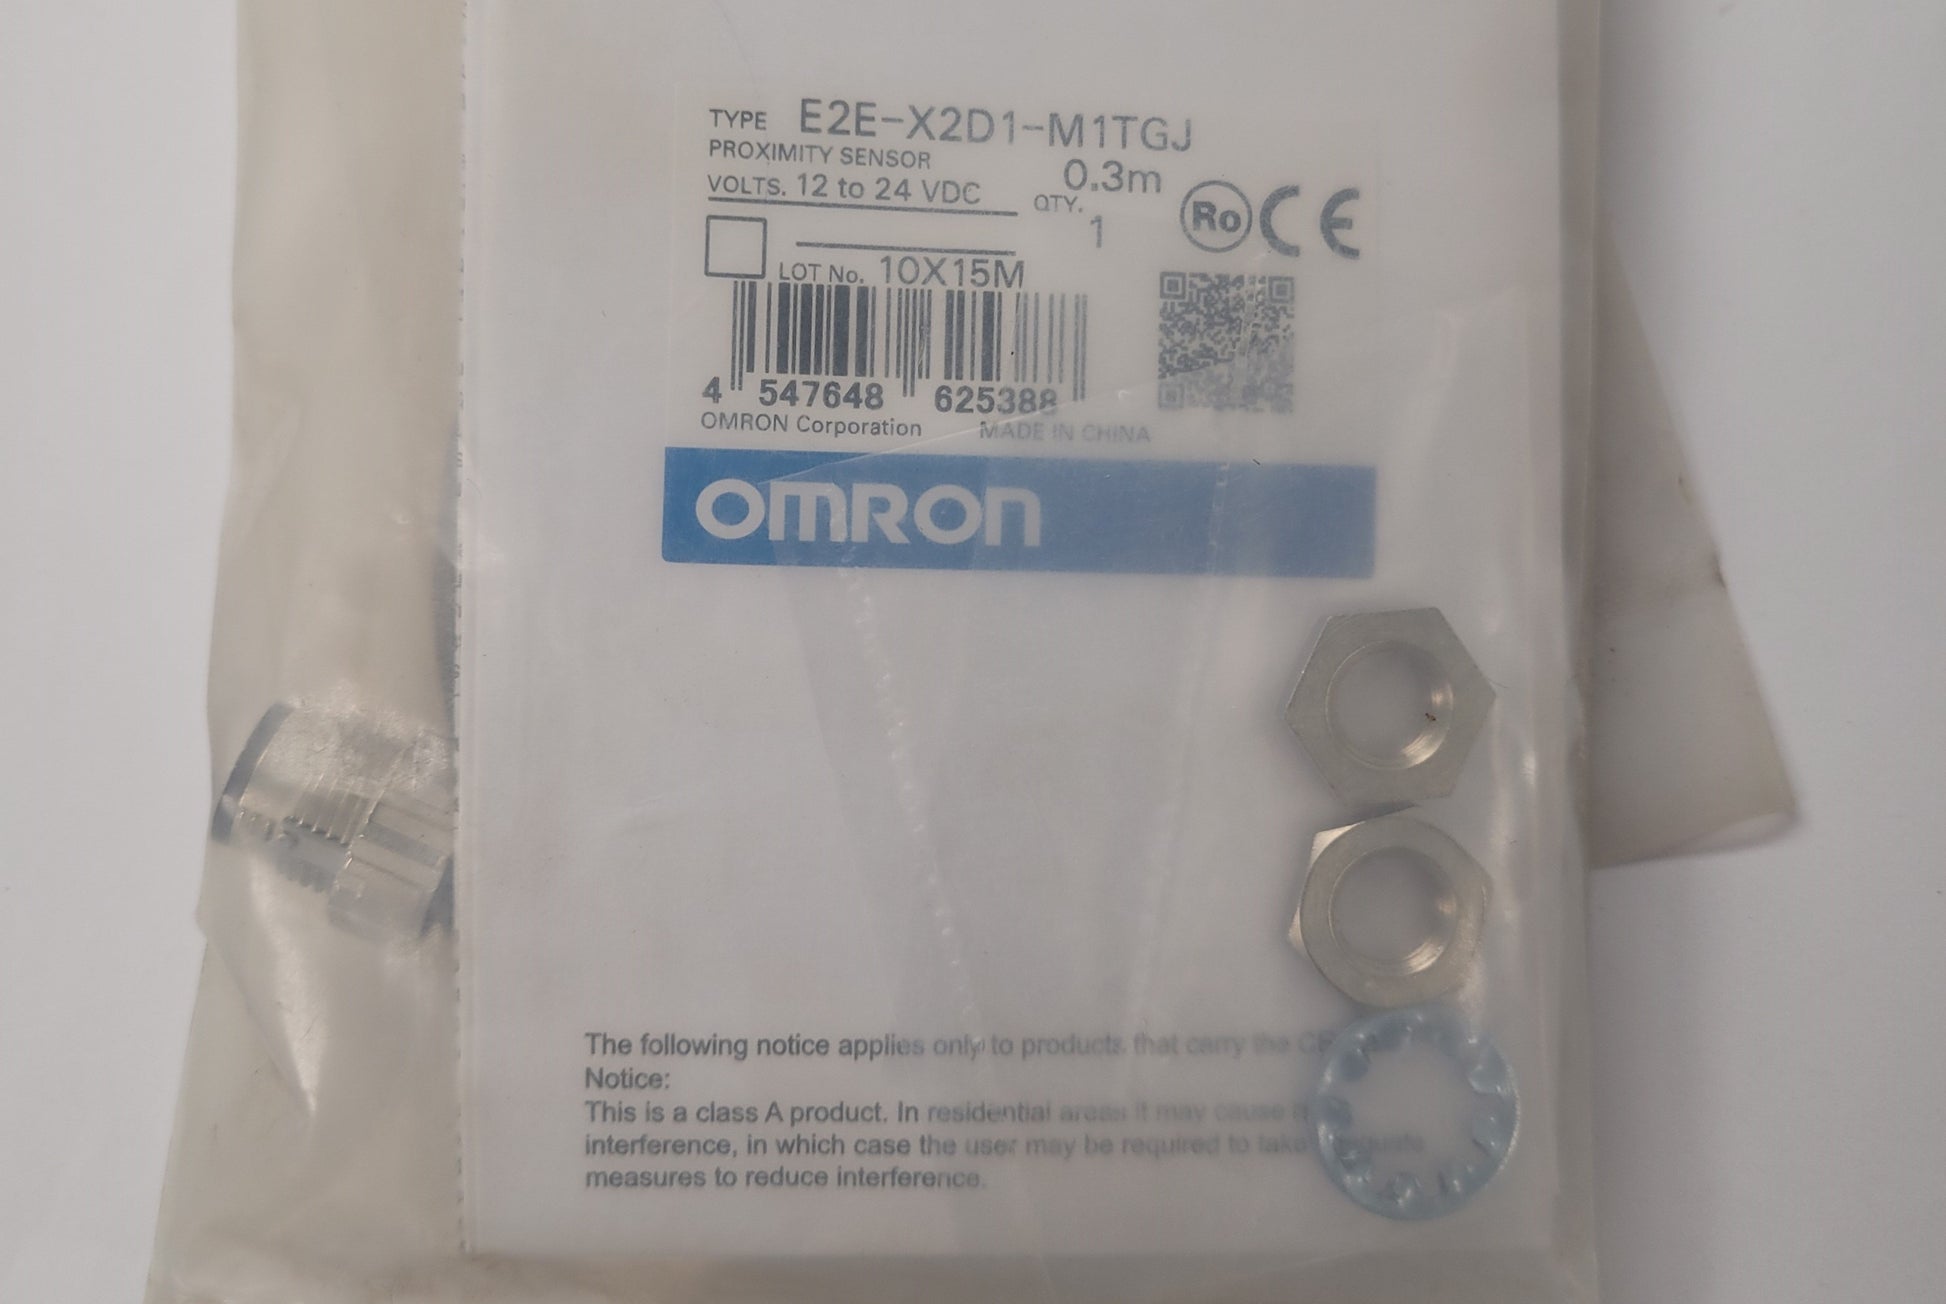 TYPE E2E-X2D1-M1TGJ
PROXIMITY SENSOR
0.3m
VOLTS. 12 to 24 VDC
QTY. 1
Ro CE
LOT No. 10X15M
4 547648 625388
OMRON Corporation MADE IN CHINA
OMRON
The following notice applies only to products that carry the CE
Notice:
This is a class A product. In residential areas it may cause
interference, in which case the user may be required to take
measures to reduce interference.